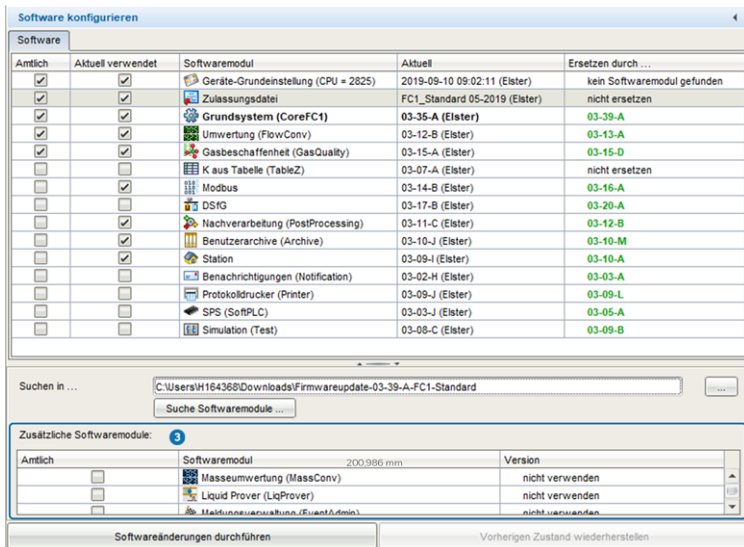 Software konfigurieren
Software
Amtlich Aktuell verwendet Softwaremodul Aktuell Ersetzen durch ...
Geräte-Grundeinstellung (CPU = 2825) 2019-09-10 09:02:11 (Elster) kein Softwaremodul gefunden
Zulassungsdatei FC1_Standard 05-2019 (Elster) nicht ersetzen
Grundsystem (CoreFC1) 03-35-A (Elster) 03-39-A
Umwertung (FlowConv) 03-12-B (Elster) 03-13-A
Gasbeschaffenheit (GasQuality) 03-15-A (Elster) 03-15-D
K aus Tabelle (TableZ) 03-07-A (Elster) nicht ersetzen
Modbus 03-14-B (Elster) 03-16-A
DSfG 03-17-B (Elster) 03-20-A
Nachverarbeitung (PostProcessing) 03-11-C (Elster) 03-12-B
Benutzerarchive (Archive) 03-10-J (Elster) 03-10-M
Station 03-09-I (Elster) 03-10-A
Benachrichtigungen (Notification) 03-02-H (Elster) 03-03-A
Protokolldrucker (Printer) 03-09-J (Elster) 03-09-L
SPS (SoftPLC) 03-03-J (Elster) 03-05-A
Simulation (Test) 03-08-C (Elster) 03-09-B
Suchen in ... C:\Users\H164368\Downloads\Firmwareupdate-03-39-A-FC1-Standard ...
Suche Softwaremodule ...
Zusätzliche Softwaremodule: 3
Amtlich Softwaremodul 200,986 mm Version
Masseumwertung (MassConv) nicht verwenden
Liquid Prover (LiqProver) nicht verwenden
Meldungsverwaltung (EventAdmin) nicht verwenden
Softwareänderungen durchführen Vorherigen Zustand wiederherstellen